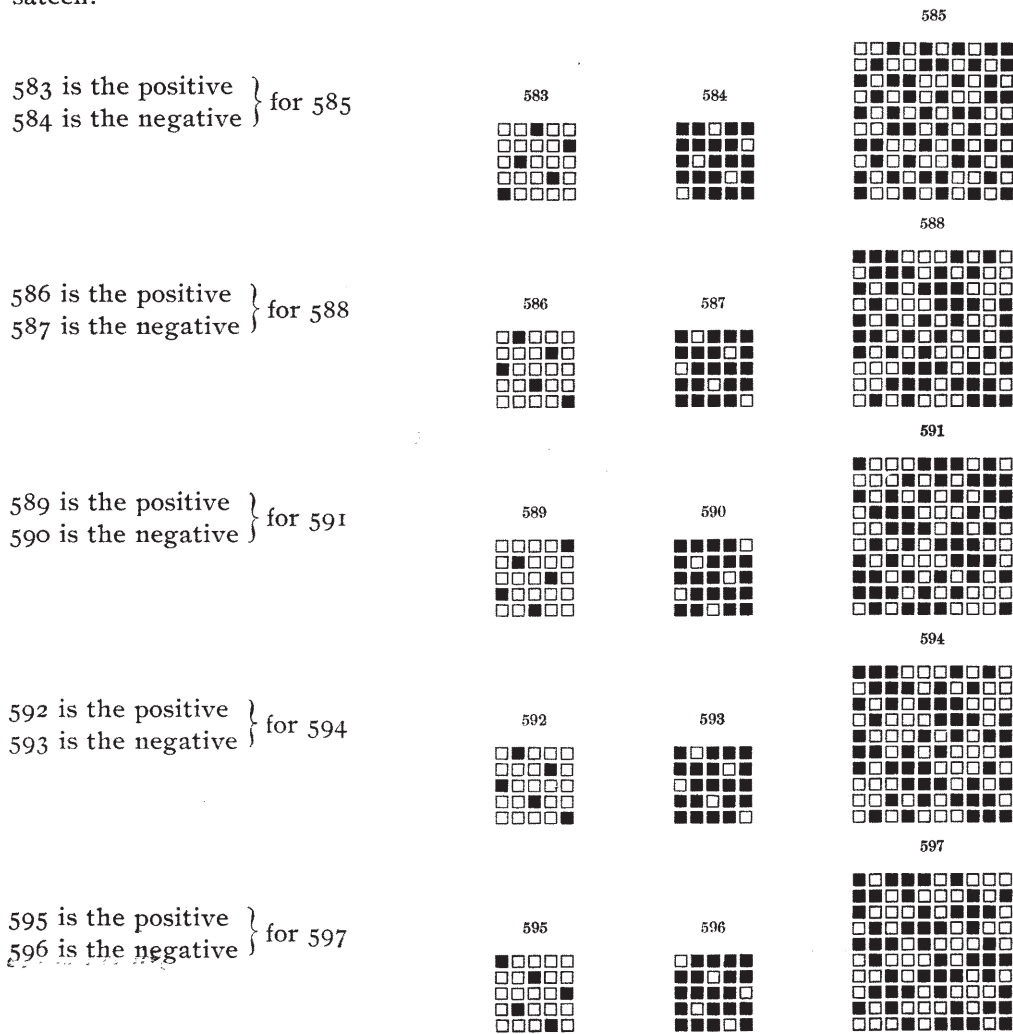 sateen.
585
583 is the positive
584 is the negative } for 585
583
584
588
586 is the positive
587 is the negative } for 588
586
587
591
589 is the positive
590 is the negative } for 591
589
590
594
592 is the positive
593 is the negative } for 594
592
593
597
595 is the positive
596 is the negative } for 597
595
596